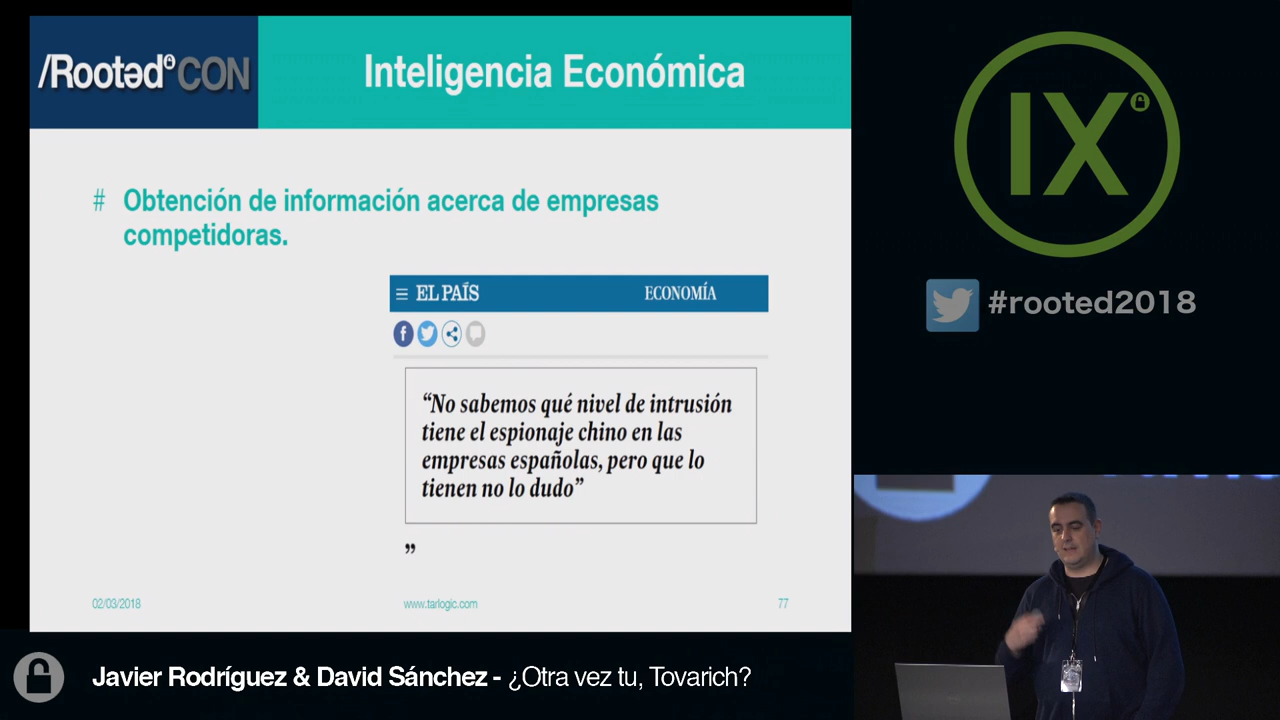 /Rootəd CON
Inteligencia Económica
# Obtención de información acerca de empresas
competidoras.
EL PAÍS
ECONOMÍA
“No sabemos qué nivel de intrusión
tiene el espionaje chino en las
empresas españolas, pero que lo
tienen no lo dudo”
”
02/03/2018
www.tarlogic.com
77
IX
#rooted2018
Javier Rodríguez & David Sánchez - ¿Otra vez tu, Tovarich?